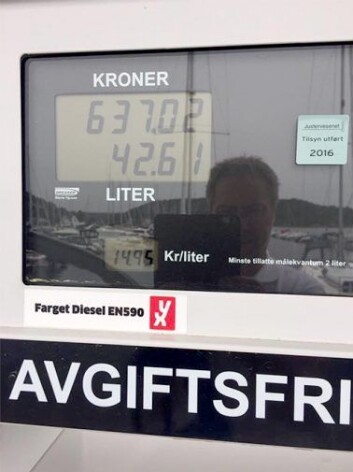 KRONER
637.02
42.61
LITER
14.95 Kr/liter
Justervesenet
Tilsyn utført
2016
Minste tillatte målekvantum 2 liter
Farget Diesel EN590
YX
AVGIFTSFRI